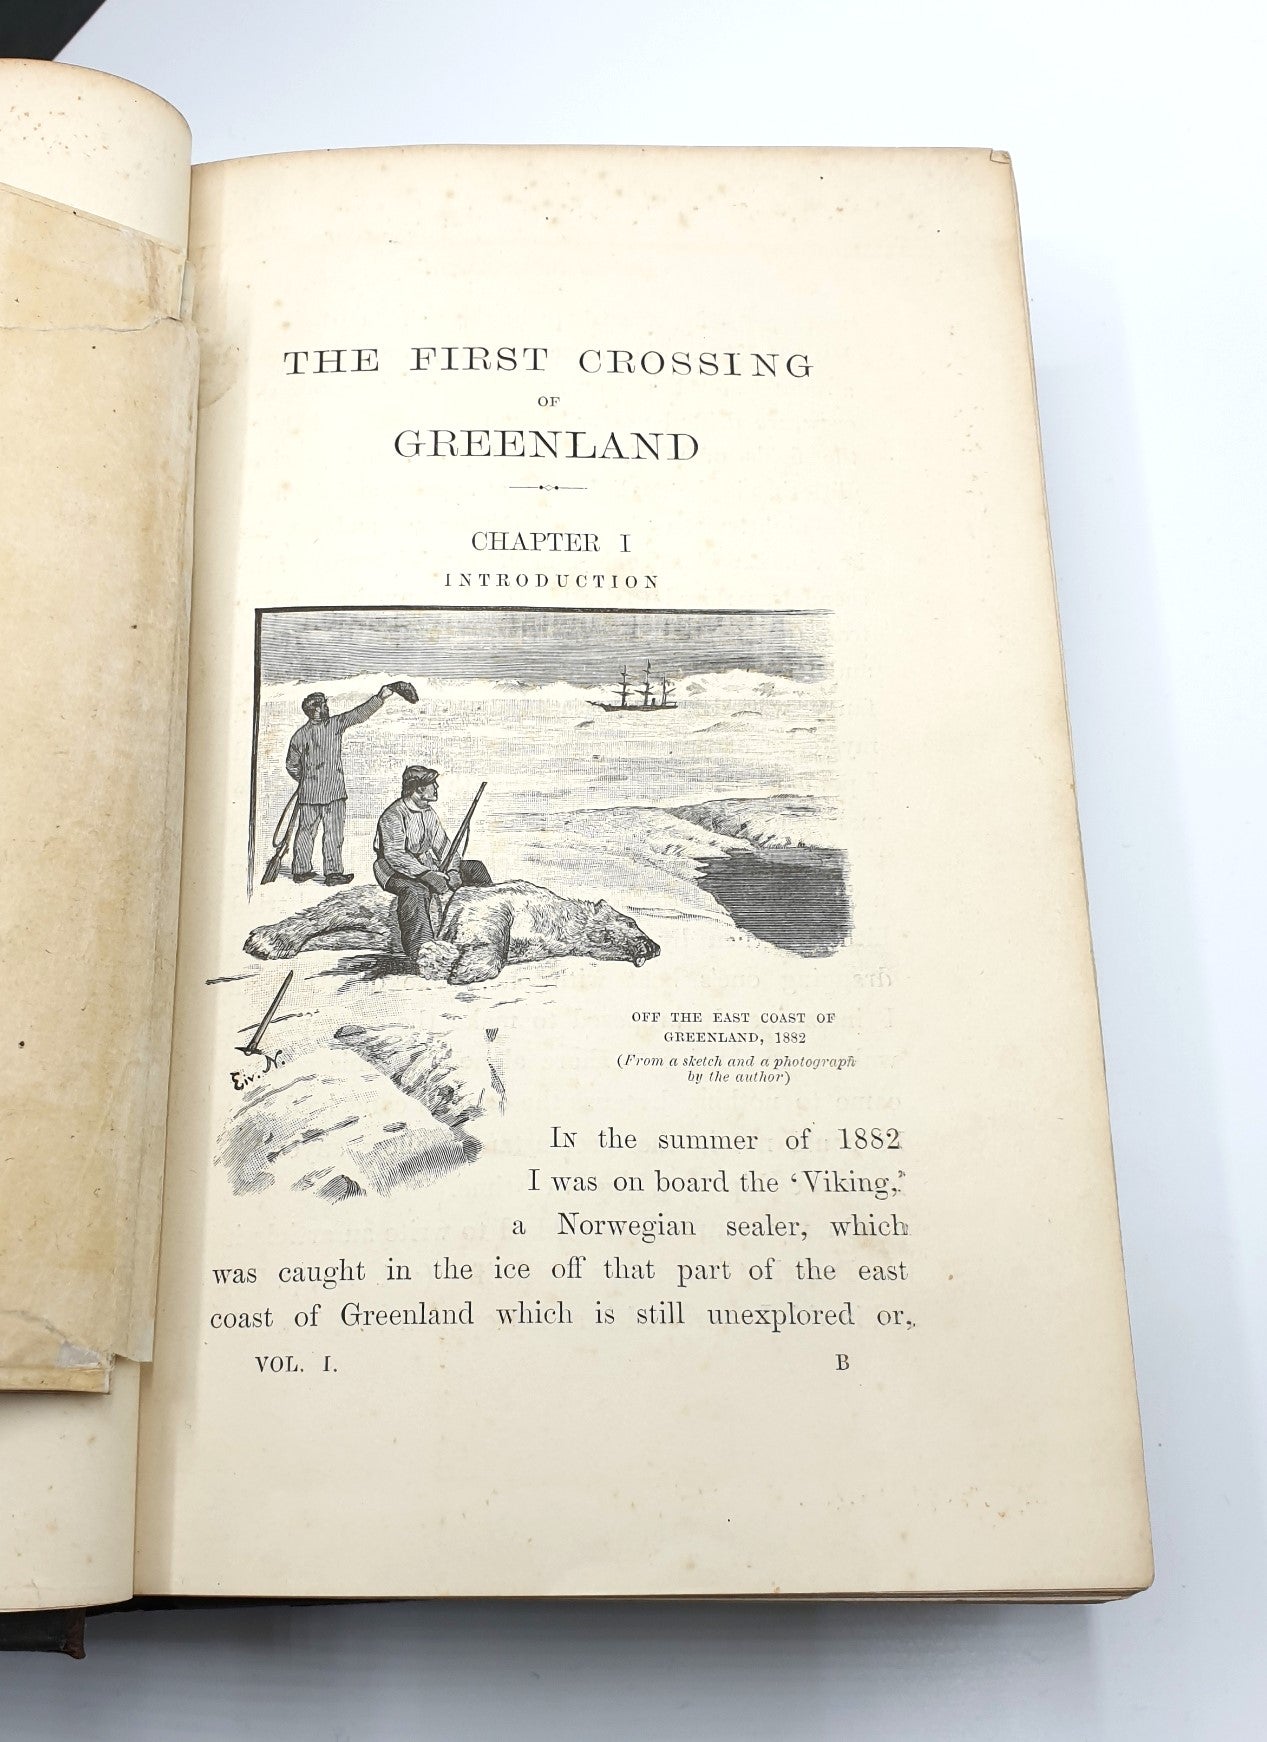 THE FIRST CROSSING
OF
GREENLAND
CHAPTER I
INTRODUCTION
Eiv. N.
OFF THE EAST COAST OF
GREENLAND, 1882
(From a sketch and a photograph
by the author)
IN the summer of 1882
I was on board the ‘Viking,’
a Norwegian sealer, which
was caught in the ice off that part of the east
coast of Greenland which is still unexplored or,
VOL. I.
B